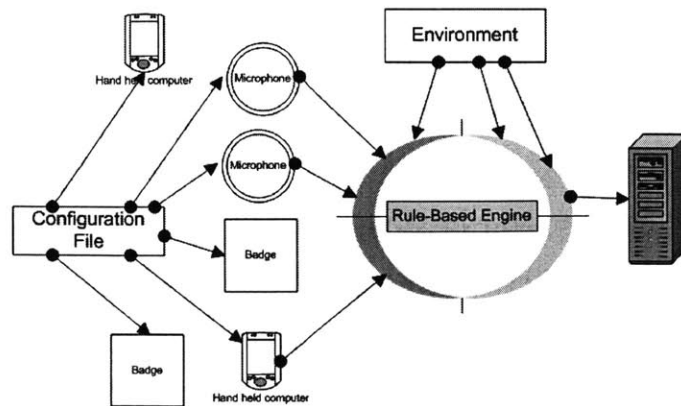 Environment
Hand held computer
Microphone
Microphone
Configuration
File
Rule-Based Engine
Badge
Badge
Hand held computer